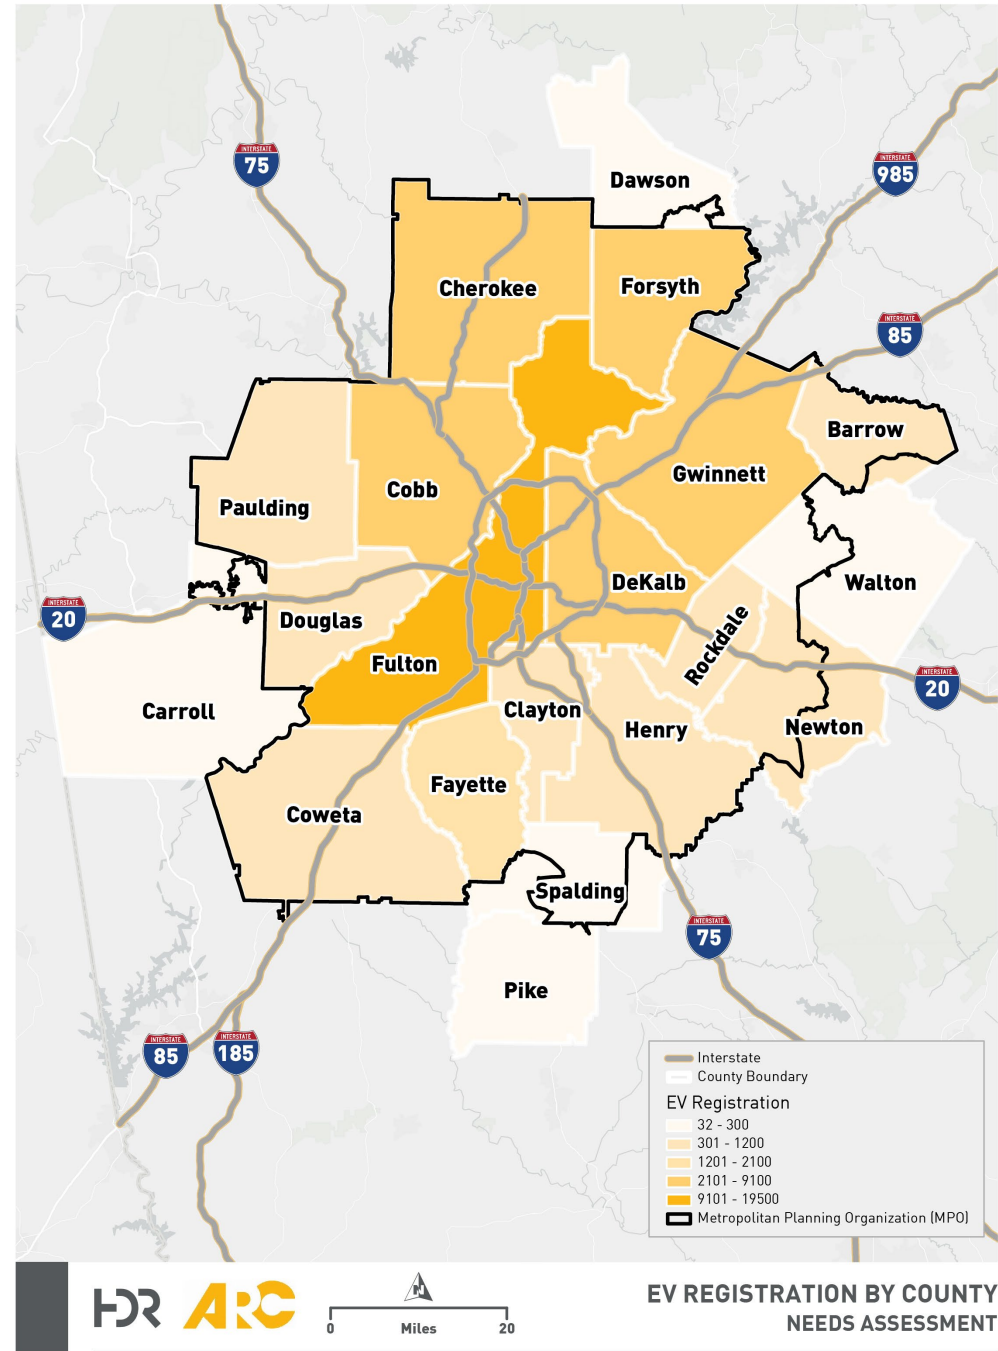 INTERSTATE
75
INTERSTATE
985
Dawson
Cherokee
Forsyth
INTERSTATE
85
Barrow
Gwinnett
Cobb
Paulding
DeKalb
Walton
INTERSTATE
20
Douglas
Rockdale
Fulton
INTERSTATE
20
Carroll
Clayton
Henry
Newton
Fayette
Coweta
Spalding
INTERSTATE
75
Pike
INTERSTATE
85
INTERSTATE
185
Interstate
County Boundary
EV Registration
32 - 300
301 - 1200
1201 - 2100
2101 - 9100
9101 - 19500
Metropolitan Planning Organization (MPO)
HDR
ARC
N
0 Miles 20
EV REGISTRATION BY COUNTY
NEEDS ASSESSMENT